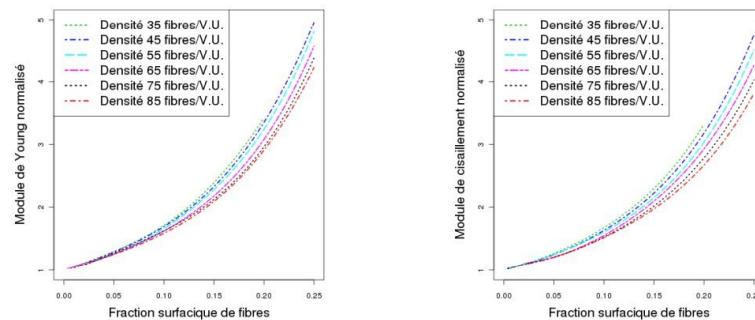 Densité 35 fibres/V.U.
Densité 45 fibres/V.U.
Densité 55 fibres/V.U.
Densité 65 fibres/V.U.
Densité 75 fibres/V.U.
Densité 85 fibres/V.U.
Module de Young normalisé
5
4
3
2
1
0.00 0.05 0.10 0.15 0.20 0.25
Fraction surfacique de fibres
Densité 35 fibres/V.U.
Densité 45 fibres/V.U.
Densité 55 fibres/V.U.
Densité 65 fibres/V.U.
Densité 75 fibres/V.U.
Densité 85 fibres/V.U.
Module de cisaillement normalisé
5
4
3
2
1
0.00 0.05 0.10 0.15 0.20 0.25
Fraction surfacique de fibres